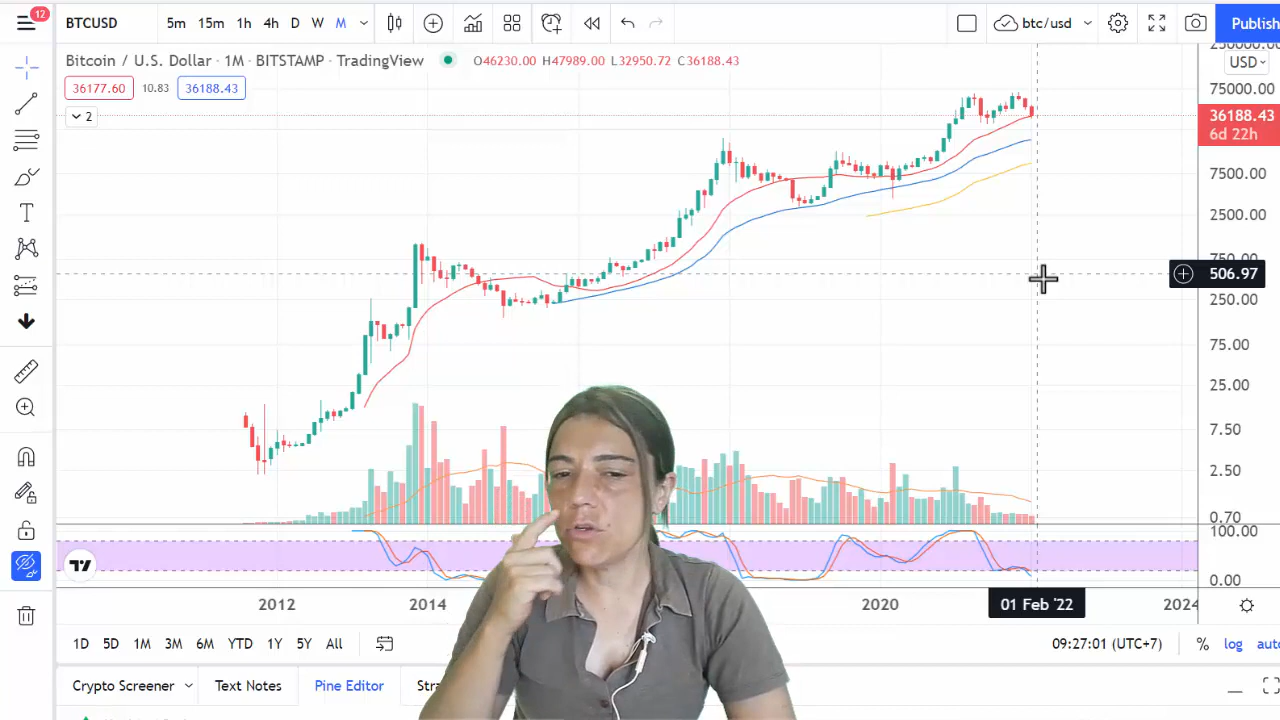 12
BTCUSD 5m 15m 1h 4h D W M btc/usd Publish
Bitcoin / U.S. Dollar · 1M · BITSTAMP · TradingView O46230.00 H47989.00 L32950.72 C36188.43
36177.60 10.83 36188.43
2
USD
75000.00
36188.43
6d 22h
7500.00
2500.00
506.97
250.00
75.00
25.00
7.50
2.50
0.70
100.00
0.00
2012 2014 2020 01 Feb '22 2024
1D 5D 1M 3M 6M YTD 1Y 5Y All 09:27:01 (UTC+7) % log auto
Crypto Screener Text Notes Pine Editor